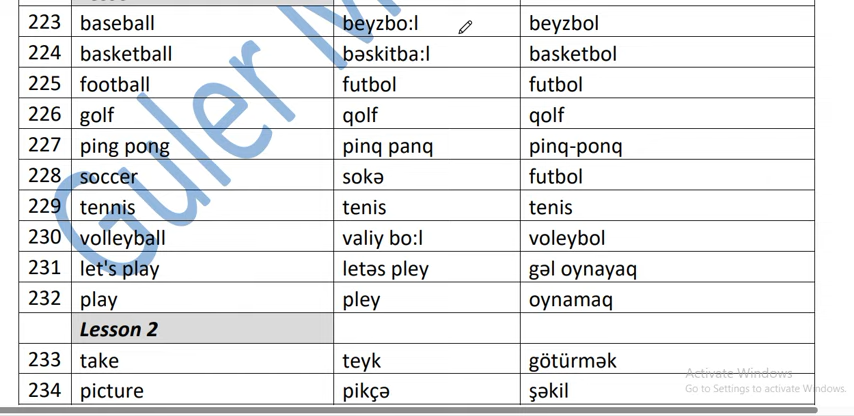 223 baseball beyzbo:l beyzbol
224 basketball bəskitba:l basketbol
225 football futbol futbol
226 golf qolf qolf
227 ping pong pinq panq pinq-ponq
228 soccer sokə futbol
229 tennis tenis tenis
230 volleyball valiy bo:l voleybol
231 let's play letəs pley gəl oynayaq
232 play pley oynamaq
Lesson 2
233 take teyk götürmək
234 picture pikçə şəkil
Guler
Activate Windows
Go to Settings to activate Windows.